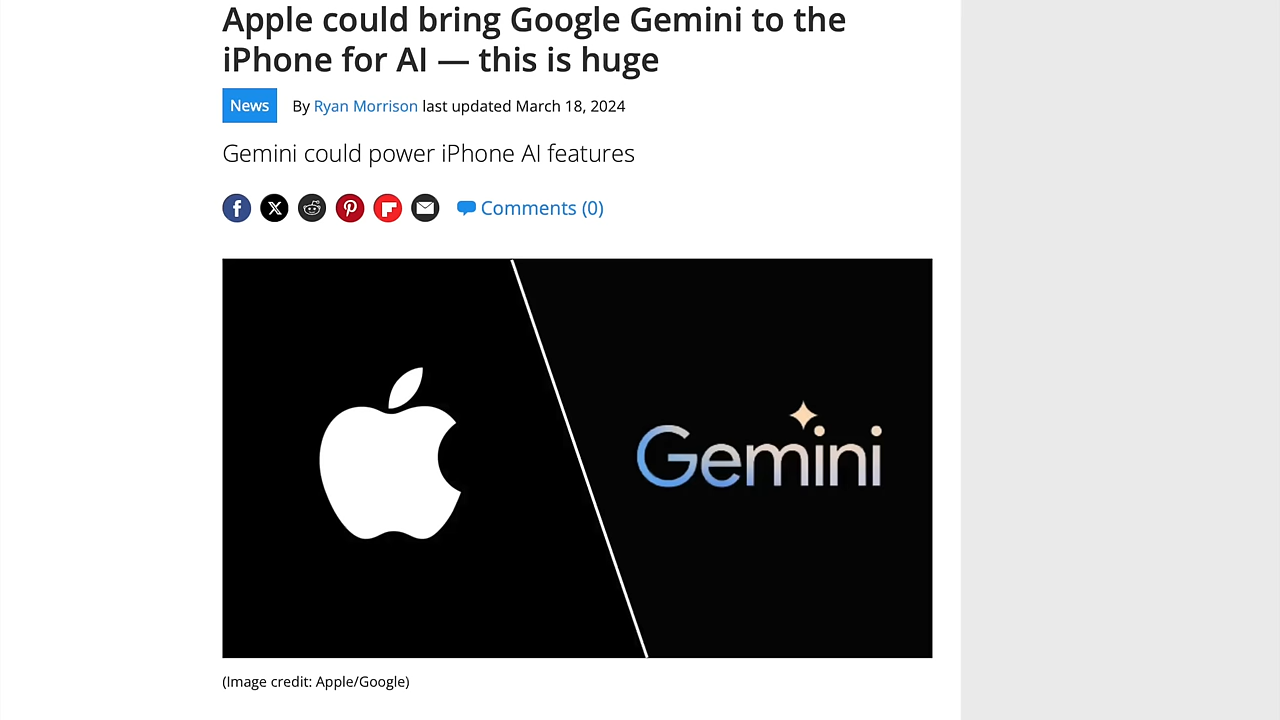 Apple could bring Google Gemini to the
iPhone for AI — this is huge
News By Ryan Morrison last updated March 18, 2024
Gemini could power iPhone AI features
Comments (0)
Gemini
(Image credit: Apple/Google)